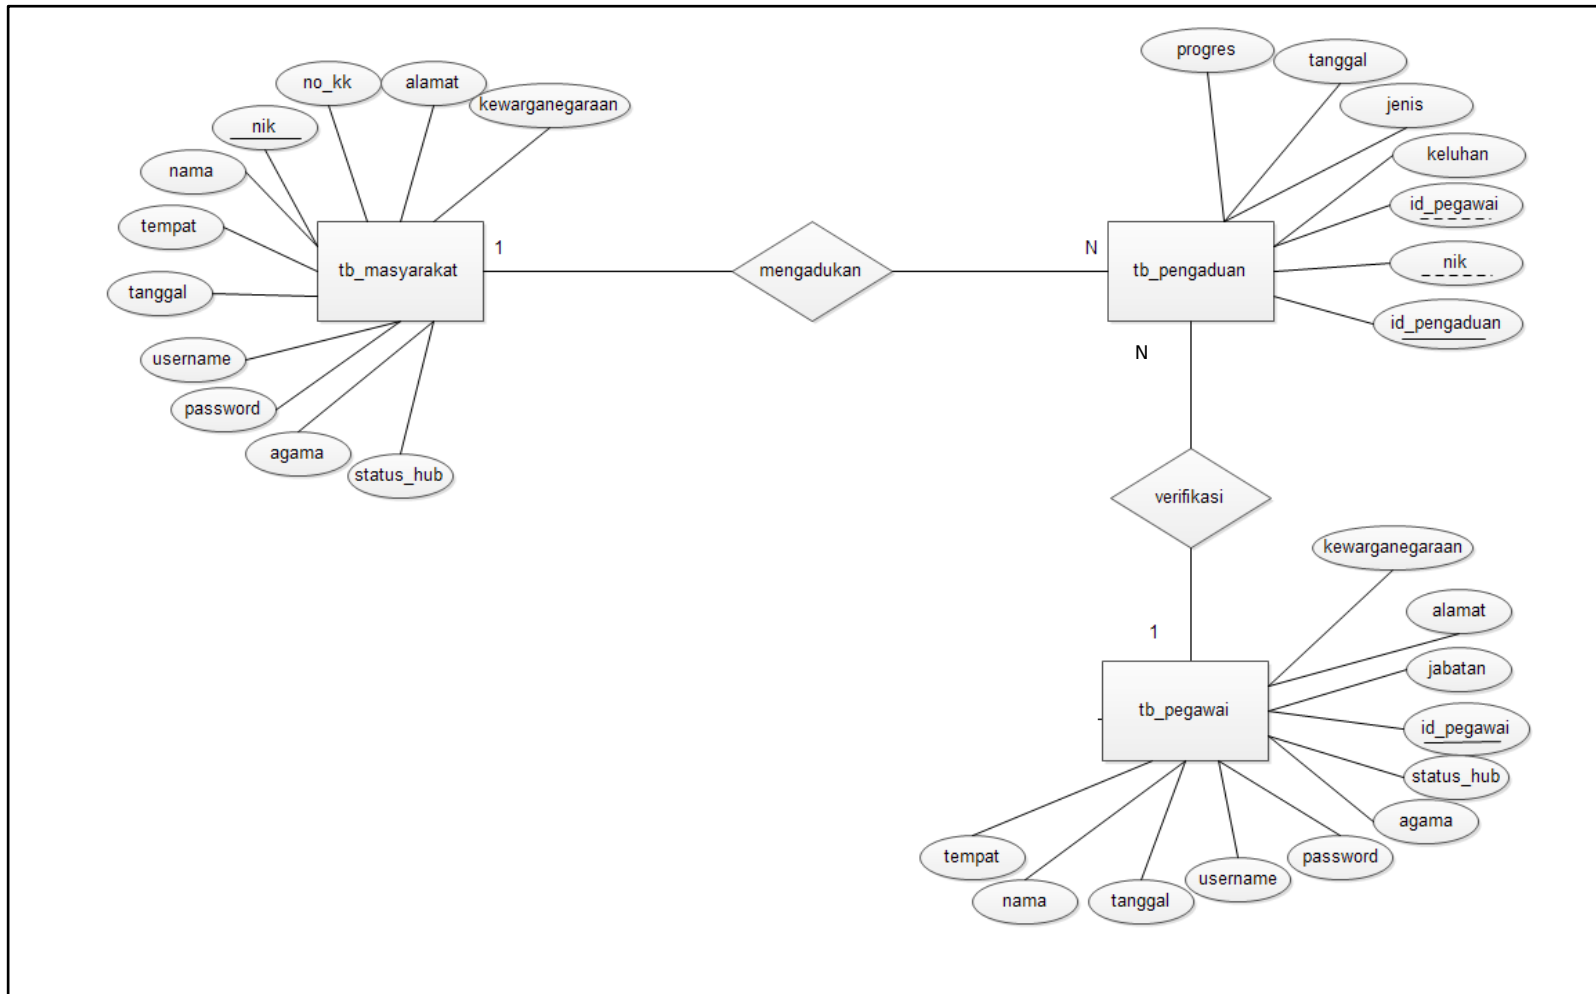 progres
tanggal
no_kk
alamat
kewarganegaraan
jenis
nik
keluhan
nama
id_pegawai
tempat
1
N
nik
tb_masyarakat
mengadukan
tb_pengaduan
tanggal
id_pengaduan
username
N
password
agama
status_hub
verifikasi
kewarganegaraan
alamat
1
jabatan
tb_pegawai
id_pegawai
status_hub
agama
tempat
password
username
nama
tanggal